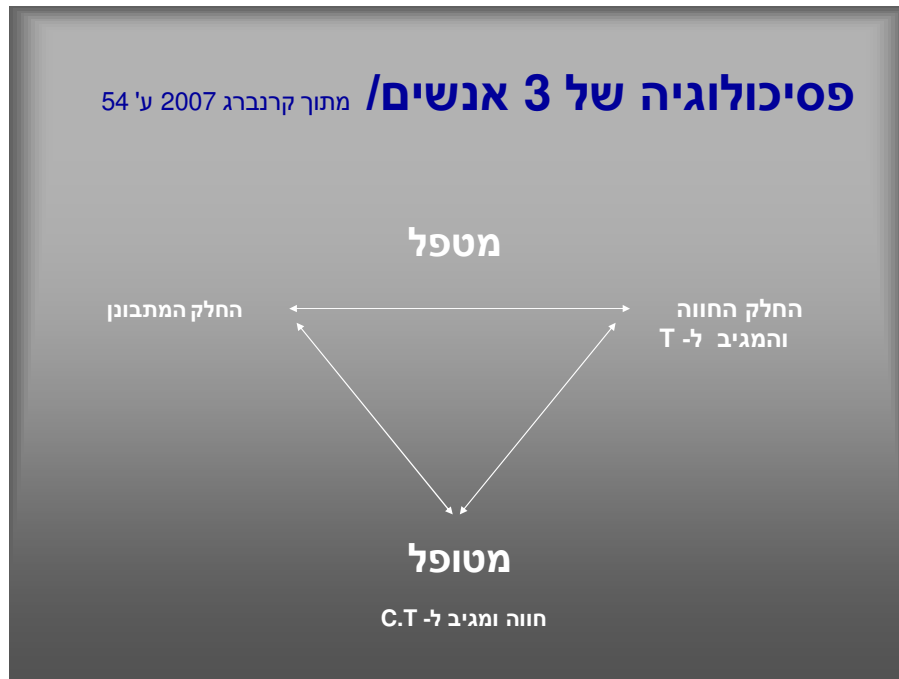 פסיכולוגיה של 3 אנשים/ מתוך קרנברג 2007 ע' 54
מטפל
החלק החווה
והמגיב ל- T
החלק המתבונן
מטופל
חווה ומגיב ל- C.T